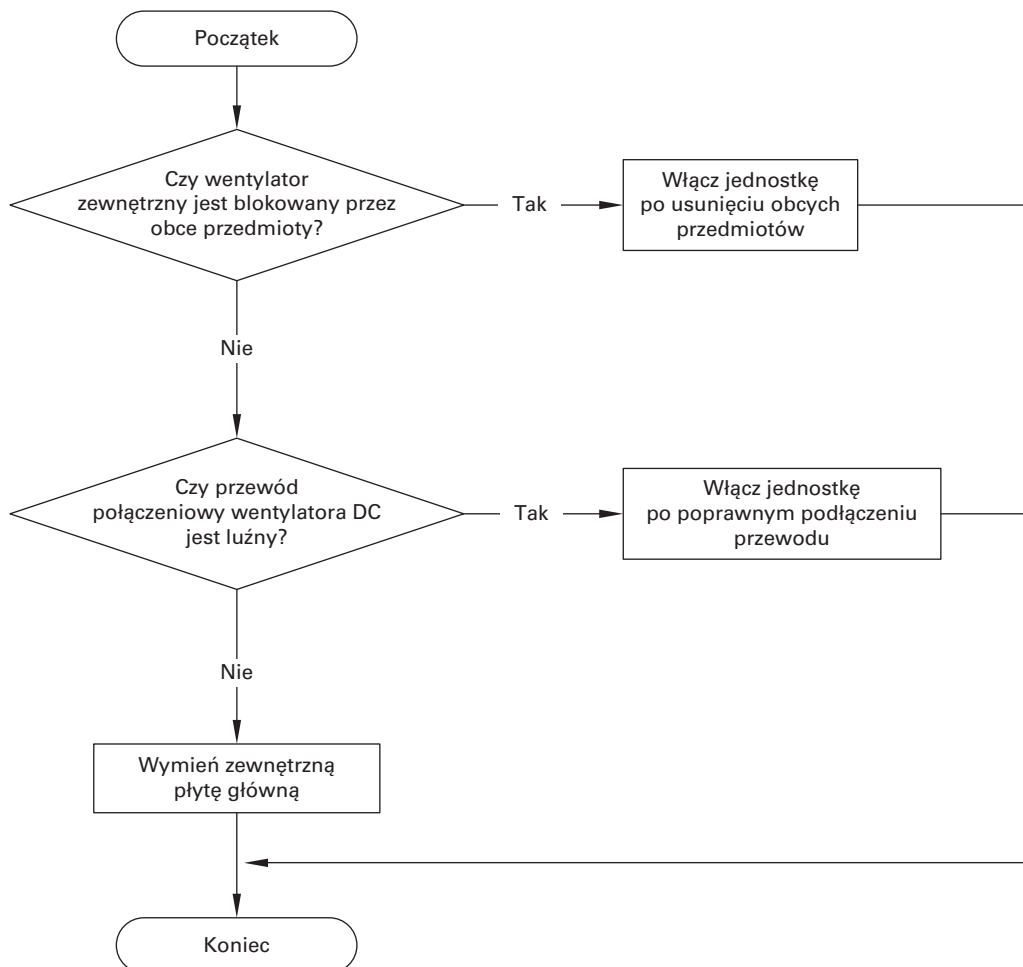 Początek
Czy wentylator
zewnętrzny jest blokowany przez
obce przedmioty?
Tak
Włącz jednostkę
po usunięciu obcych
przedmiotów
Nie
Czy przewód
połączeniowy wentylatora DC
jest luźny?
Tak
Włącz jednostkę
po poprawnym podłączeniu
przewodu
Nie
Wymień zewnętrzną
płytę główną
Koniec